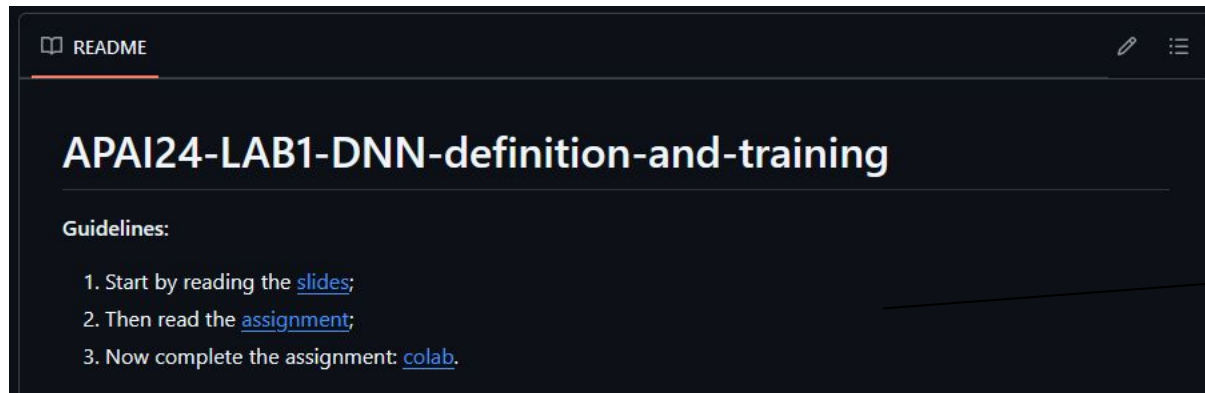 README
APAI24-LAB1-DNN-definition-and-training
Guidelines:
1. Start by reading the slides;
2. Then read the assignment;
3. Now complete the assignment: colab.